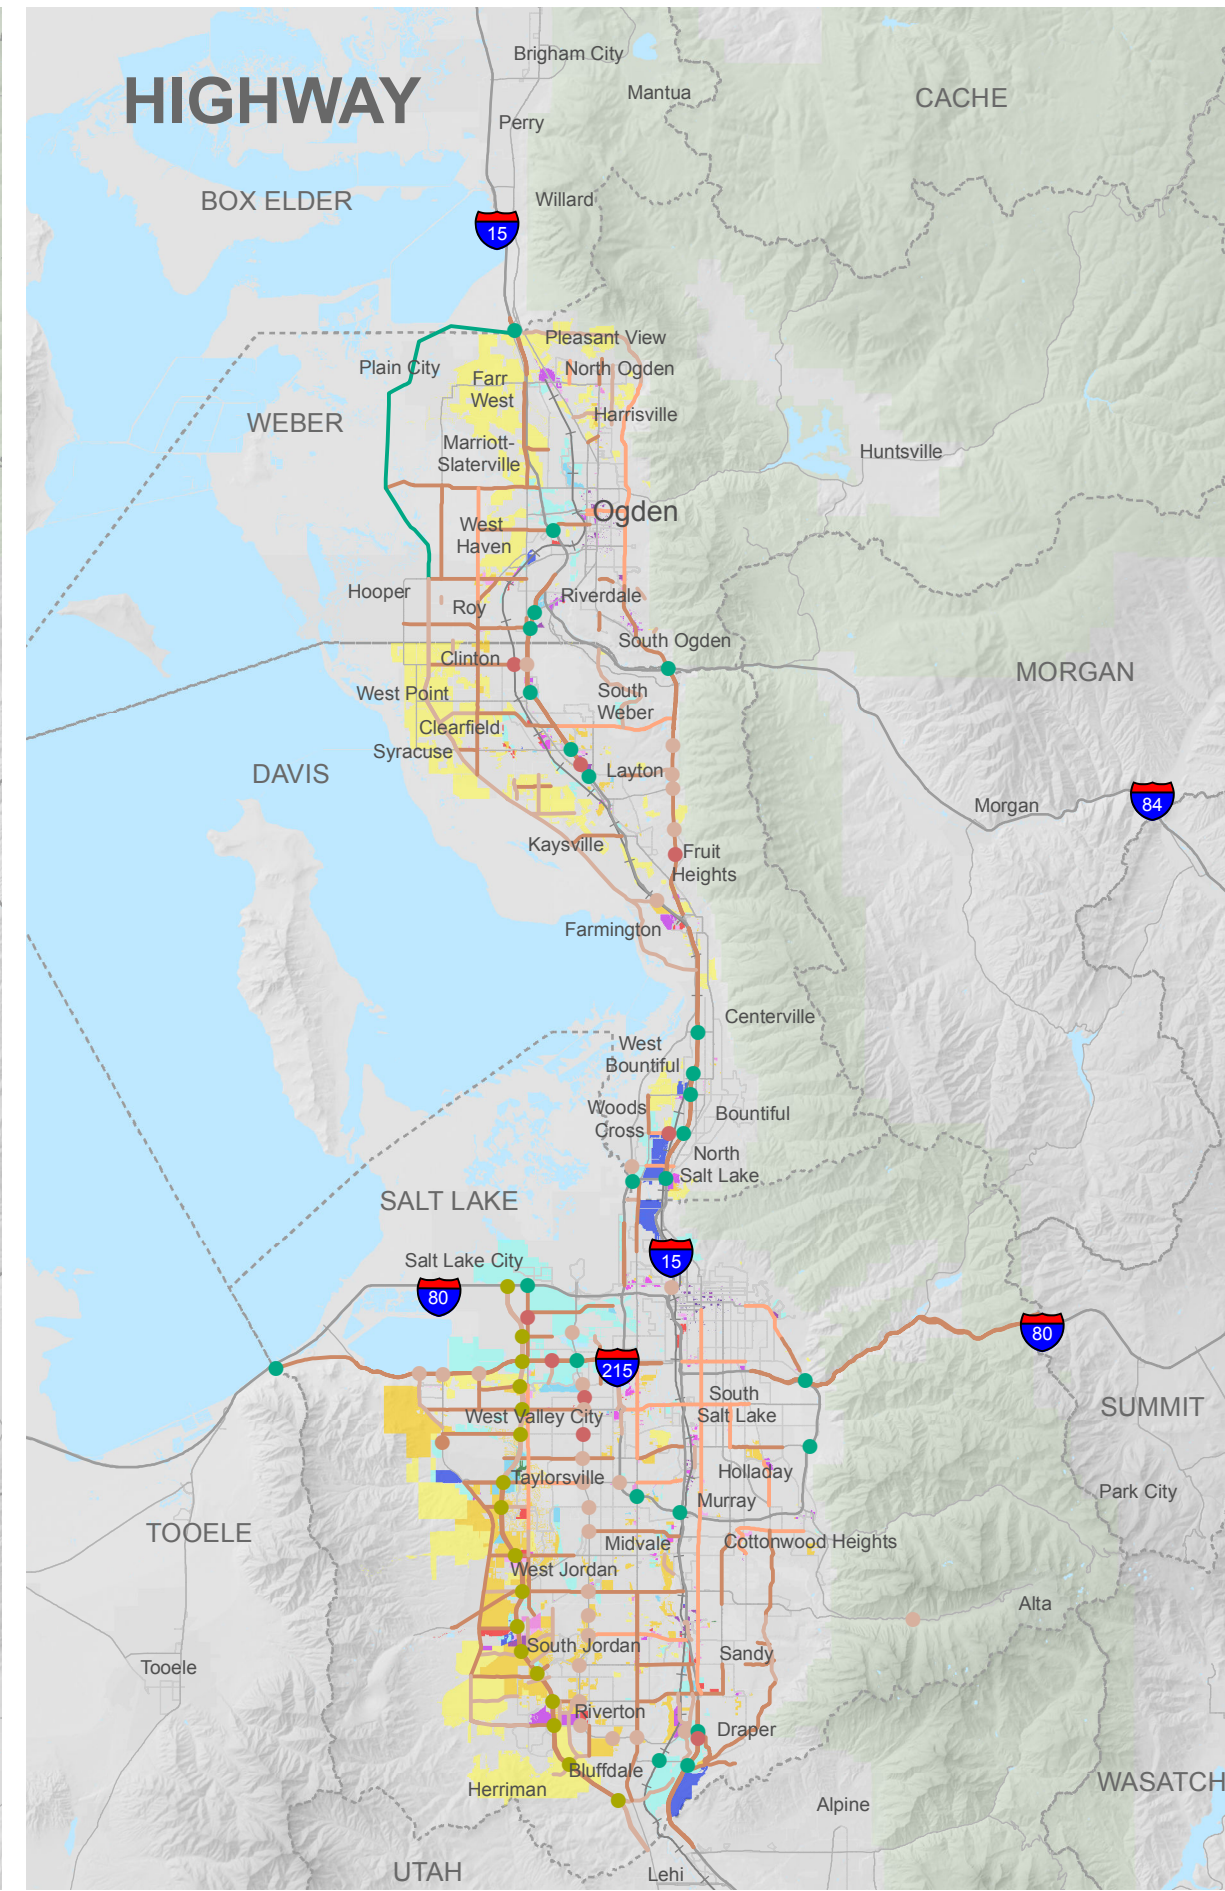 Brigham City
HIGHWAY
Mantua
CACHE
Perry
BOX ELDER
Willard
15
Pleasant View
Plain City
North Ogden
Farr
West
WEBER
Harrisville
Marriott-
Slaterville
Huntsville
Ogden
West
Haven
Hooper
Riverdale
Roy
South Ogden
Clinton
MORGAN
West Point
South
Weber
Clearfield
Syracuse
DAVIS
Layton
Morgan
84
Kaysville
Fruit
Heights
Farmington
Centerville
West
Bountiful
Woods
Cross
Bountiful
North
Salt Lake
SALT LAKE
Salt Lake City
15
80
80
215
South
Salt Lake
SUMMIT
West Valley City
Holladay
Taylorsville
Park City
Murray
TOOELE
Midvale
Cottonwood Heights
West Jordan
Alta
South Jordan
Sandy
Tooele
Riverton
Draper
Bluffdale
Herriman
WASATCH
Alpine
UTAH
Lehi